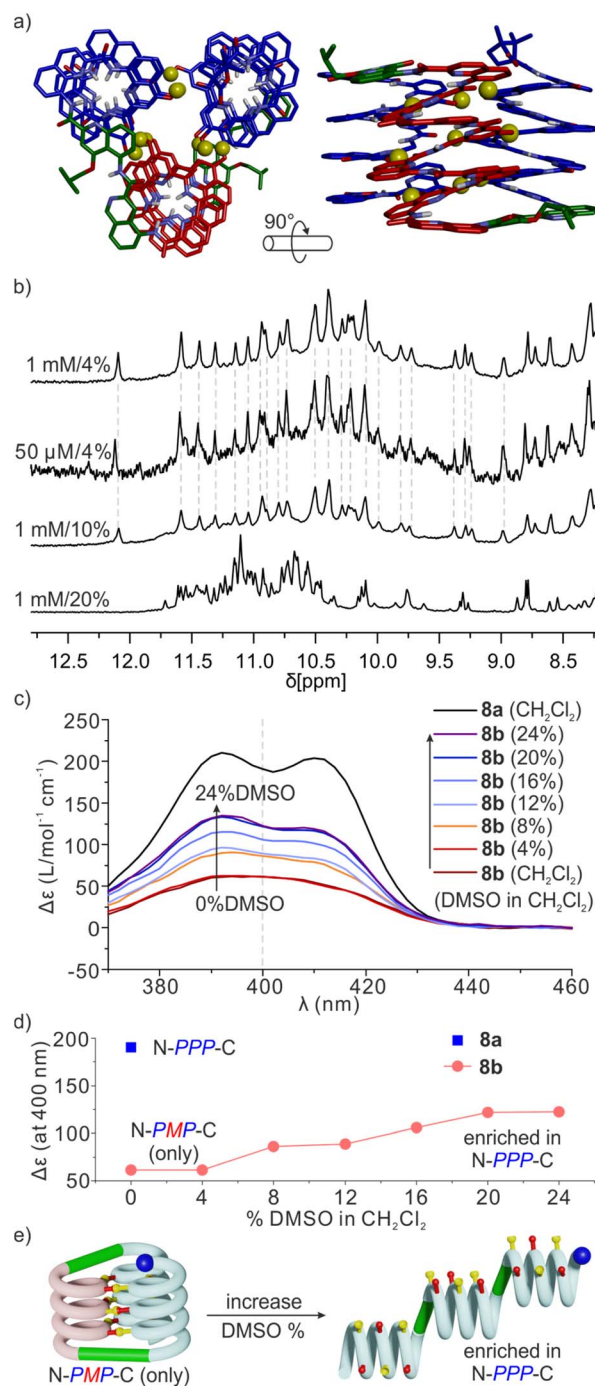 a)
90°
b)
1 mM/4%
50 μM/4%
1 mM/10%
1 mM/20%
12.5 12.0 11.5 11.0 10.5 10.0 9.5 9.0 8.5
δ[ppm]
c)
250
200
150
100
50
0
-50
Δε (L/mol⁻¹ cm⁻¹)
24%DMSO
0%DMSO
8a (CH₂Cl₂)
8b (24%)
8b (20%)
8b (16%)
8b (12%)
8b (8%)
8b (4%)
8b (CH₂Cl₂)
(DMSO in CH₂Cl₂)
380 400 420 440 460
λ (nm)
d)
200
150
100
50
Δε (at 400 nm)
N-PPP-C
8a
8b
N-PMP-C
(only)
enriched in
N-PPP-C
0 4 8 12 16 20 24
% DMSO in CH₂Cl₂
e)
increase
DMSO %
N-PMP-C (only)
enriched in
N-PPP-C